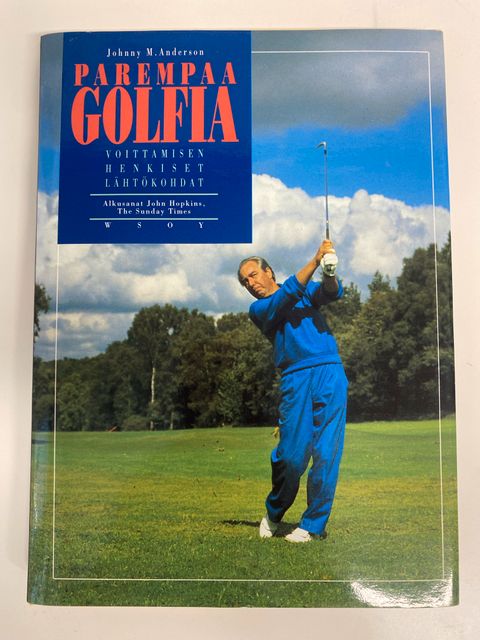 Johnny M. Anderson
PAREMPAA
GOLFIA
VOITTAMISEN
HENKISET
LÄHTÖKOHDAT
Alkusanat John Hopkins,
The Sunday Times
WSOY